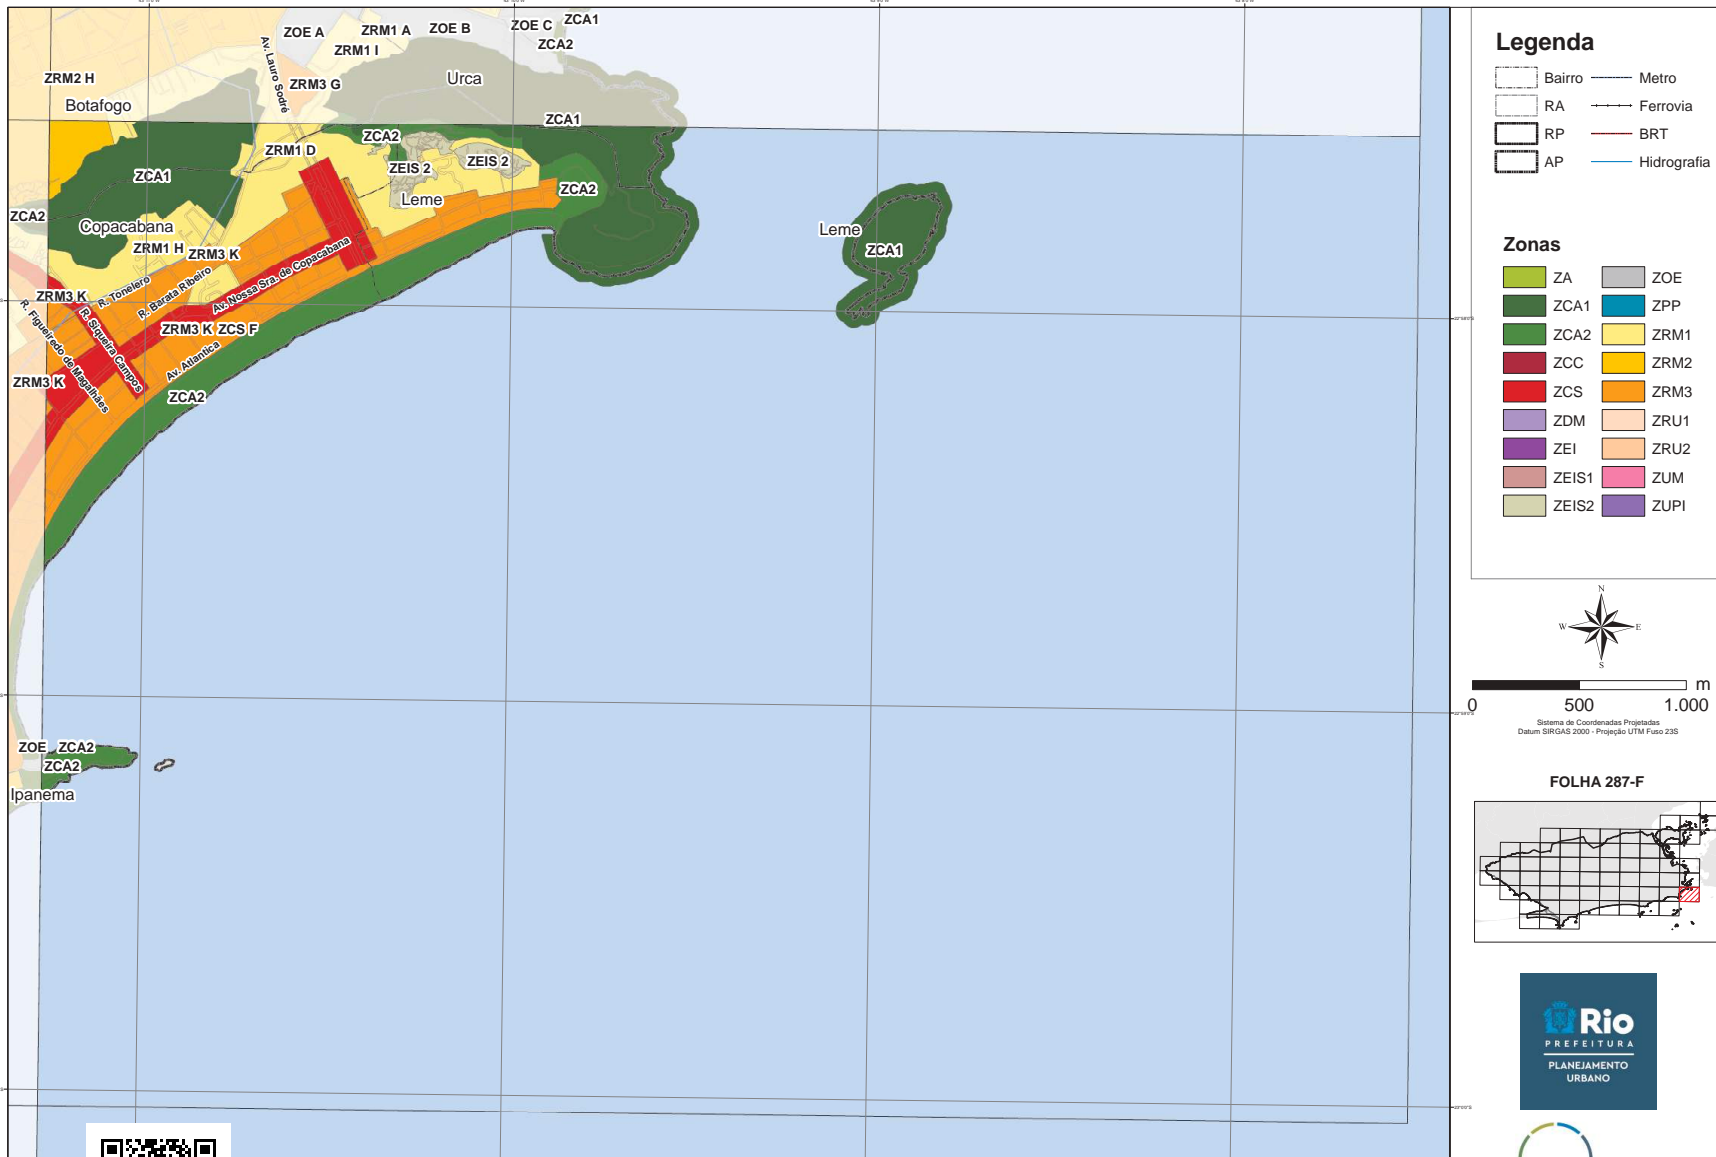 ZOE A
ZRM1 A
ZOE B
ZOE C
ZCA1
ZRM1 I
ZCA2
Av. Lauro Sodré
ZRM2 H
Botafogo
ZRM3 G
Urca
ZCA1
ZCA2
ZRM1 D
ZEIS 2
ZEIS 2
ZCA1
ZCA2
Leme
ZCA2
Copacabana
ZRM1 H
ZRM3 K
Leme
ZCA1
R. Tonelero
R. Barata Ribeiro
Av. Nossa Sra. de Copacabana
ZRM3 K
R. Siqueira Campos
R. Figueiredo de Magalhães
ZRM3 K
ZCS F
Av. Atlantica
ZRM3 K
ZCA2
ZOE
ZCA2
ZCA2
Ipanema
Legenda
Bairro
Metro
RA
Ferrovia
RP
BRT
AP
Hidrografia
Zonas
ZA
ZOE
ZCA1
ZPP
ZCA2
ZRM1
ZCC
ZRM2
ZCS
ZRM3
ZDM
ZRU1
ZEI
ZRU2
ZEIS1
ZUM
ZEIS2
ZUPI
N
W
E
S
m
0
500
1.000
Sistema de Coordenadas Projetadas
Datum SIRGAS 2000 - Projeção UTM Fuso 23S
FOLHA 287-F
Rio
PREFEITURA
PLANEJAMENTO
URBANO